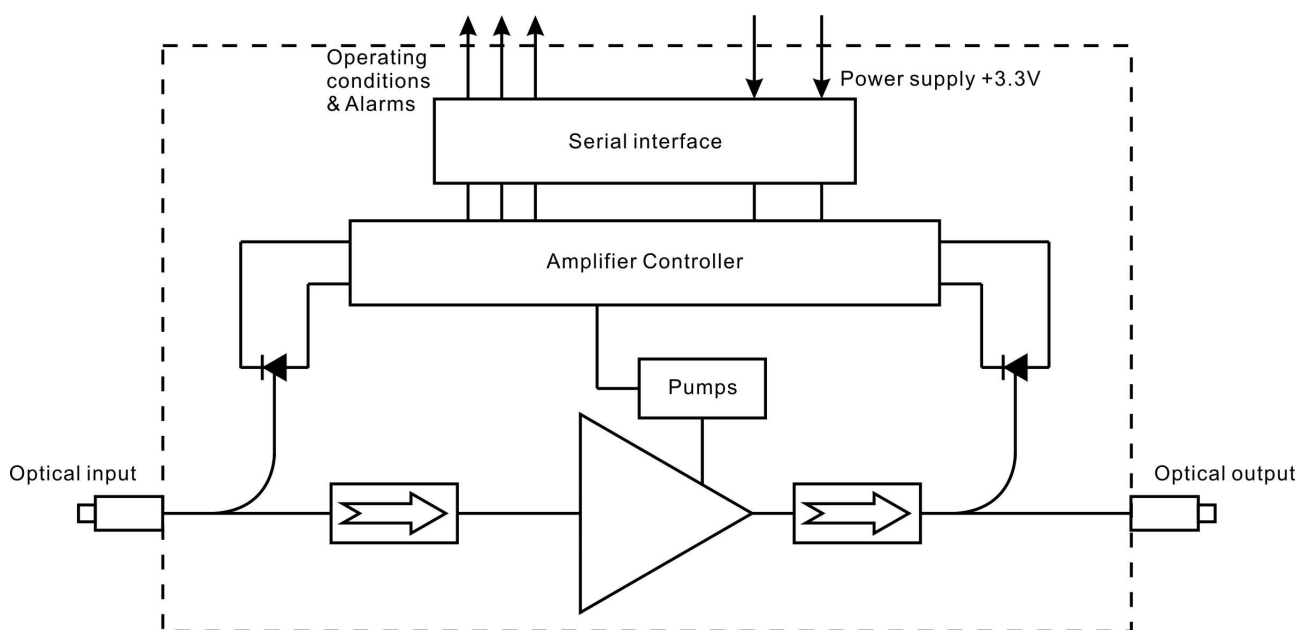 Operating
conditions
& Alarms
Power supply +3.3V
Serial interface
Amplifier Controller
Pumps
Optical input
Optical output